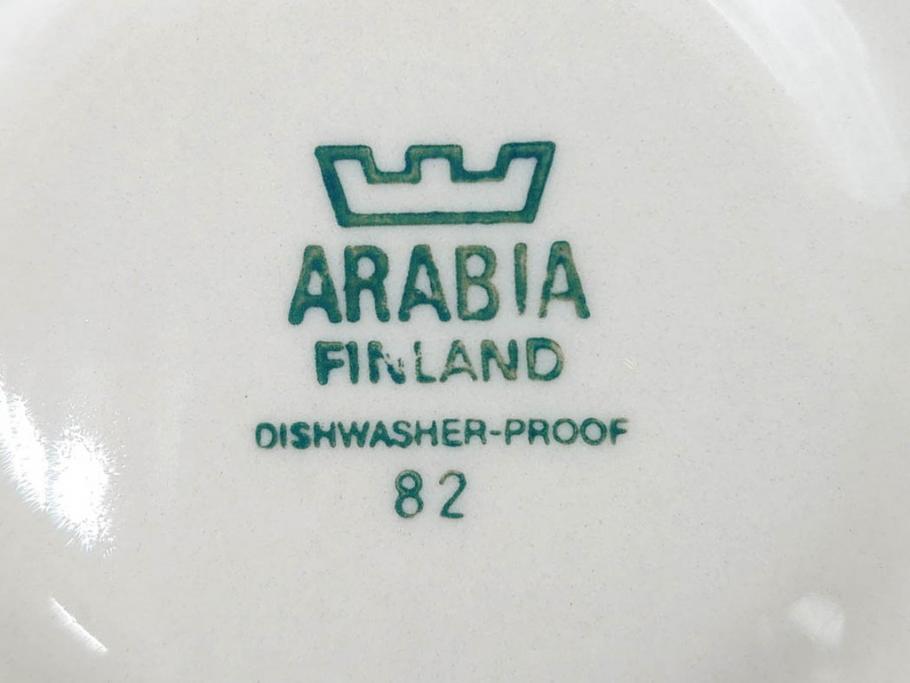 ARABIA
FINLAND
DISHWASHER-PROOF
82